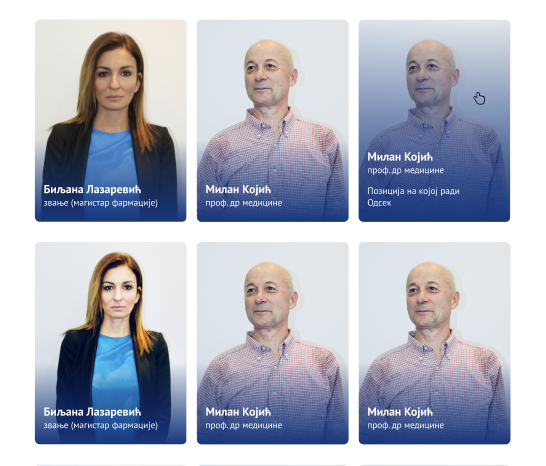 Биљана Лазаревић
звање (магистар фармације)
Милан Којић
проф. др медицине
Милан Којић
проф. др медицине
Позиција на којој ради
Одсек
Биљана Лазаревић
звање (магистар фармације)
Милан Којић
проф. др медицине
Милан Којић
проф. др медицине